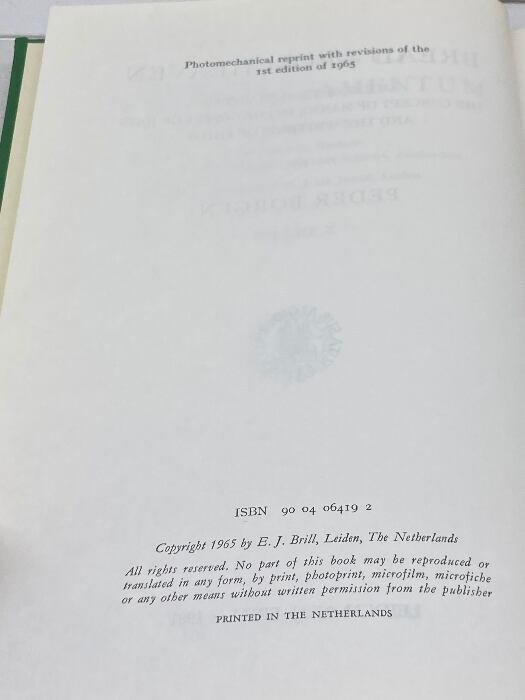 Photomechanical reprint with revisions of the
1st edition of 1965
ISBN 90 04 06419 2
Copyright 1965 by E. J. Brill, Leiden, The Netherlands
All rights reserved. No part of this book may be reproduced or
translated in any form, by print, photoprint, microfilm, microfiche
or any other means without written permission from the publisher
PRINTED IN THE NETHERLANDS